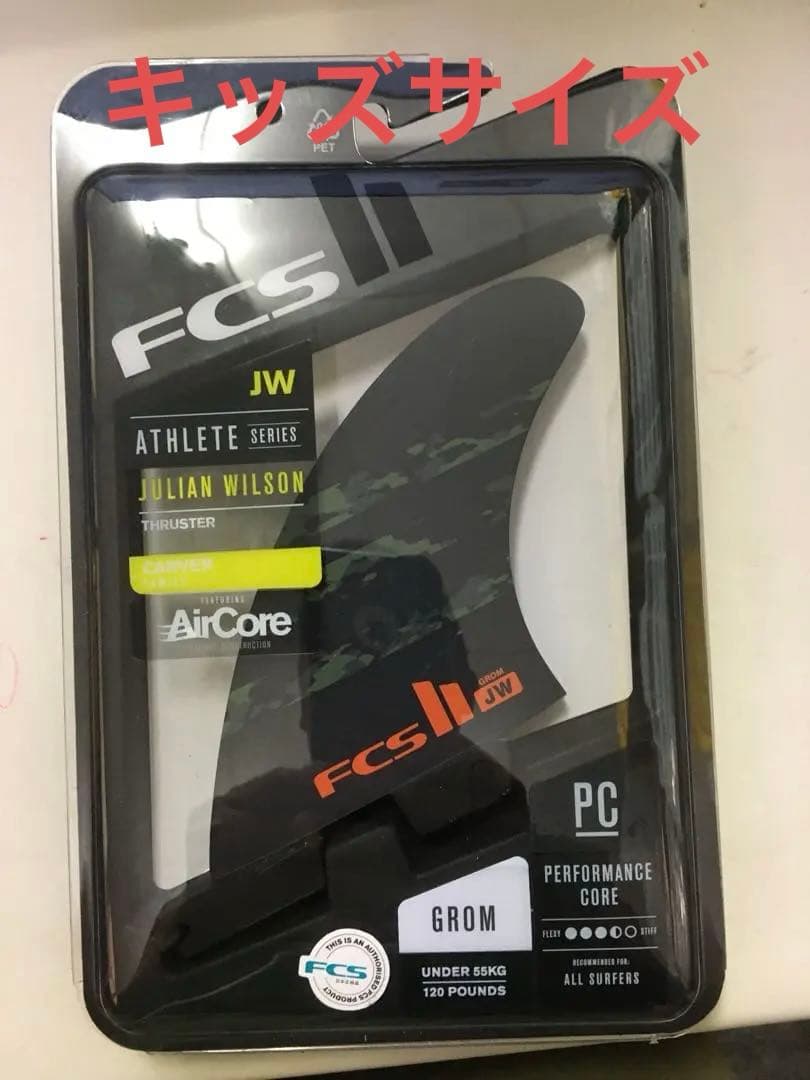 キッズサイズ
PET
FCS II
JW
ATHLETE SERIES
JULIAN WILSON
THRUSTER
CARVER
FEATURING
AirCore
GROM
JW
FCS II
PC
PERFORMANCE
CORE
FLEXY STIFF
RECOMMENDED FOR:
ALL SURFERS
GROM
UNDER 55KG
120 POUNDS
THIS IS AN AUTHORISED FCS PRODUCT
FCS